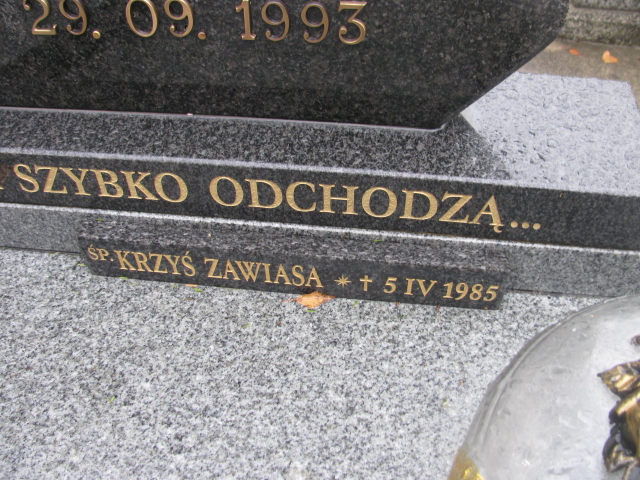 29. 09. 1993
SZYBKO ODCHODZĄ...
ŚP. KRZYŚ ZAWIASA * † 5 IV 1985